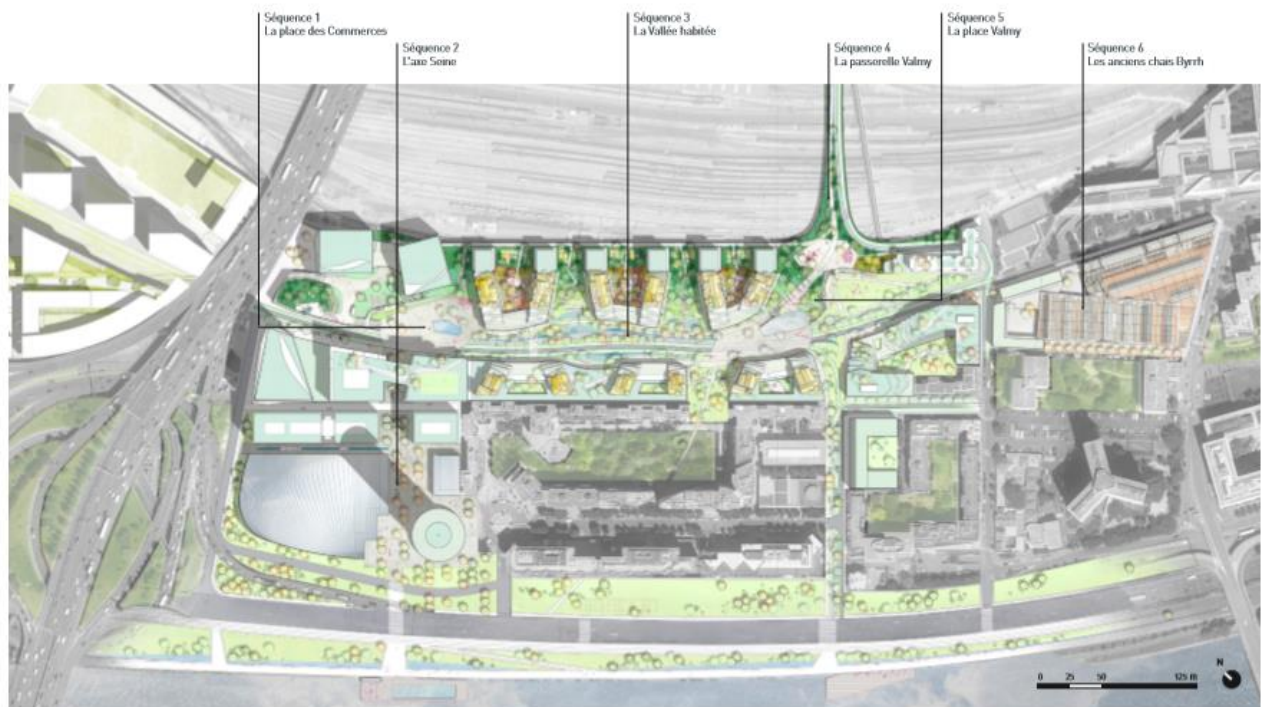 Séquence 1
La place des Commerces
Séquence 2
L'axe Seine
Séquence 3
La Vallée habitée
Séquence 4
La passerelle Valmy
Séquence 5
La place Valmy
Séquence 6
Les anciens chais Byrrh
0 25 50 125 m
N